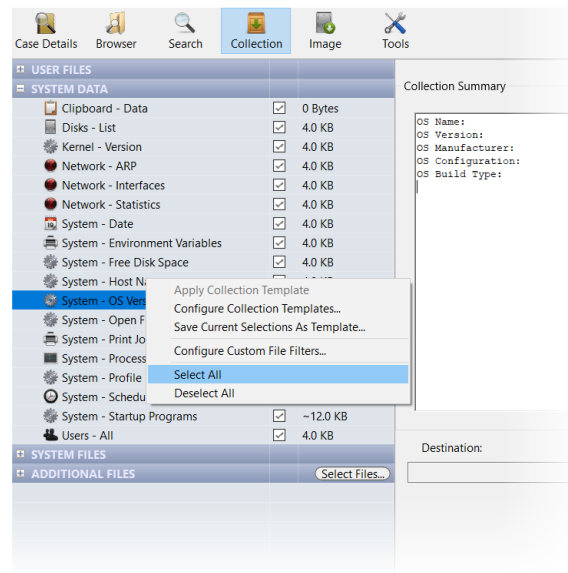 Case Details Browser Search Collection Image Tools
USER FILES
SYSTEM DATA
Clipboard - Data 0 Bytes
Disks - List 4.0 KB
Kernel - Version 4.0 KB
Network - ARP 4.0 KB
Network - Interfaces 4.0 KB
Network - Statistics 4.0 KB
System - Date 4.0 KB
System - Environment Variables 4.0 KB
System - Free Disk Space 4.0 KB
System - Host
System - OS
System - Open
System - Print
System - Process
System - Profile
System -
System - Startup Programs ~12.0 KB
Users - All 4.0 KB
SYSTEM FILES
ADDITIONAL FILES Select Files...
Apply Collection Template
Configure Collection Templates...
Save Current Selections As Template...
Configure Custom File Filters...
Select All
Deselect All
Collection Summary
OS Name:
OS Version:
OS Manufacturer:
OS Configuration:
OS Build Type:
Destination: